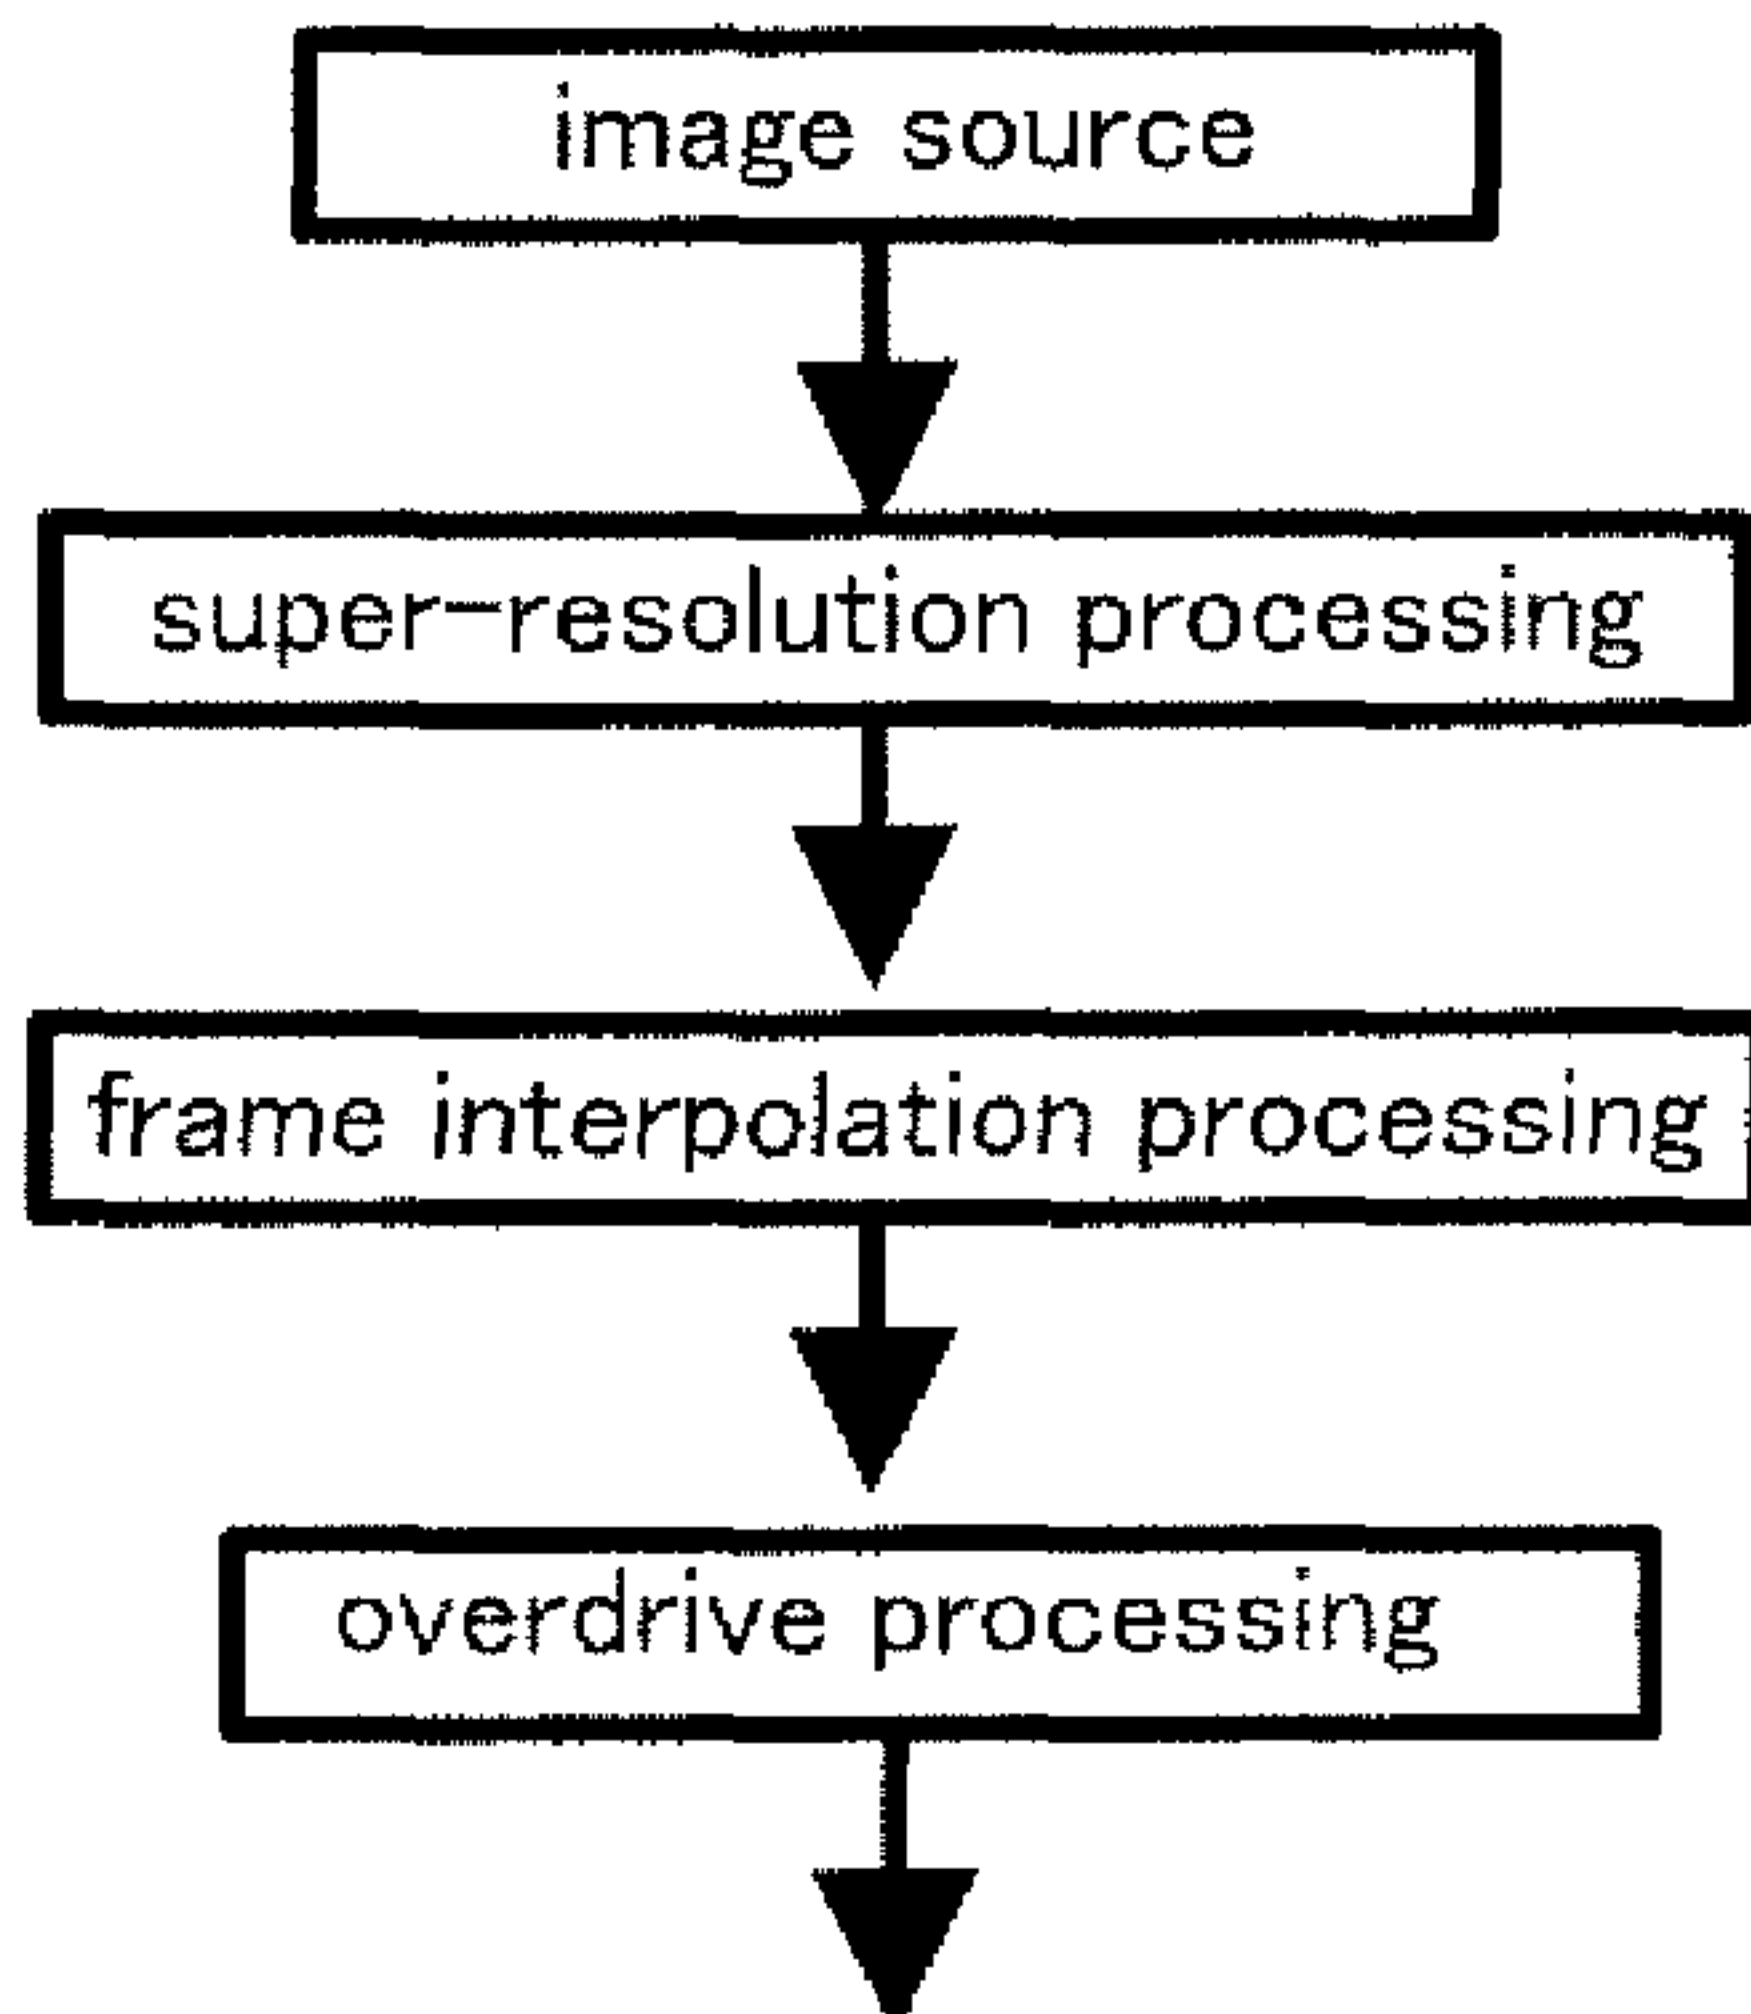 image source
super-resolution processing
frame interpolation processing
overdrive processing